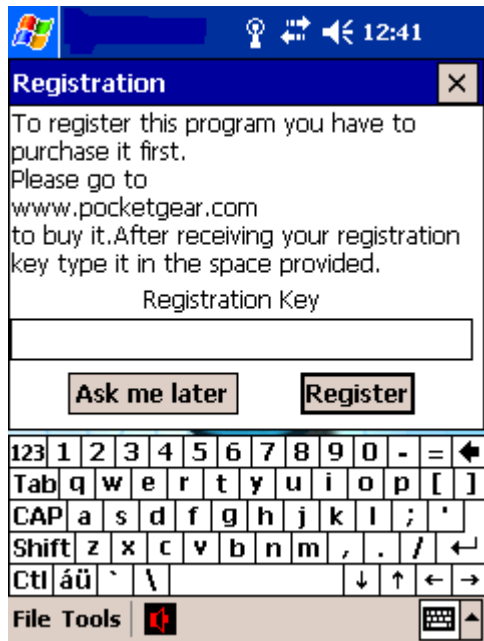 12:41
Registration
To register this program you have to
purchase it first.
Please go to
www.pocketgear.com
to buy it.After receiving your registration
key type it in the space provided.
Registration Key
Ask me later Register
123 1 2 3 4 5 6 7 8 9 0 - =
Tab q w e r t y u i o p [ ]
CAP a s d f g h j k l ; '
Shift z x c v b n m , . /
Ctl áü ` \ ↓ ↑ ← →
File Tools